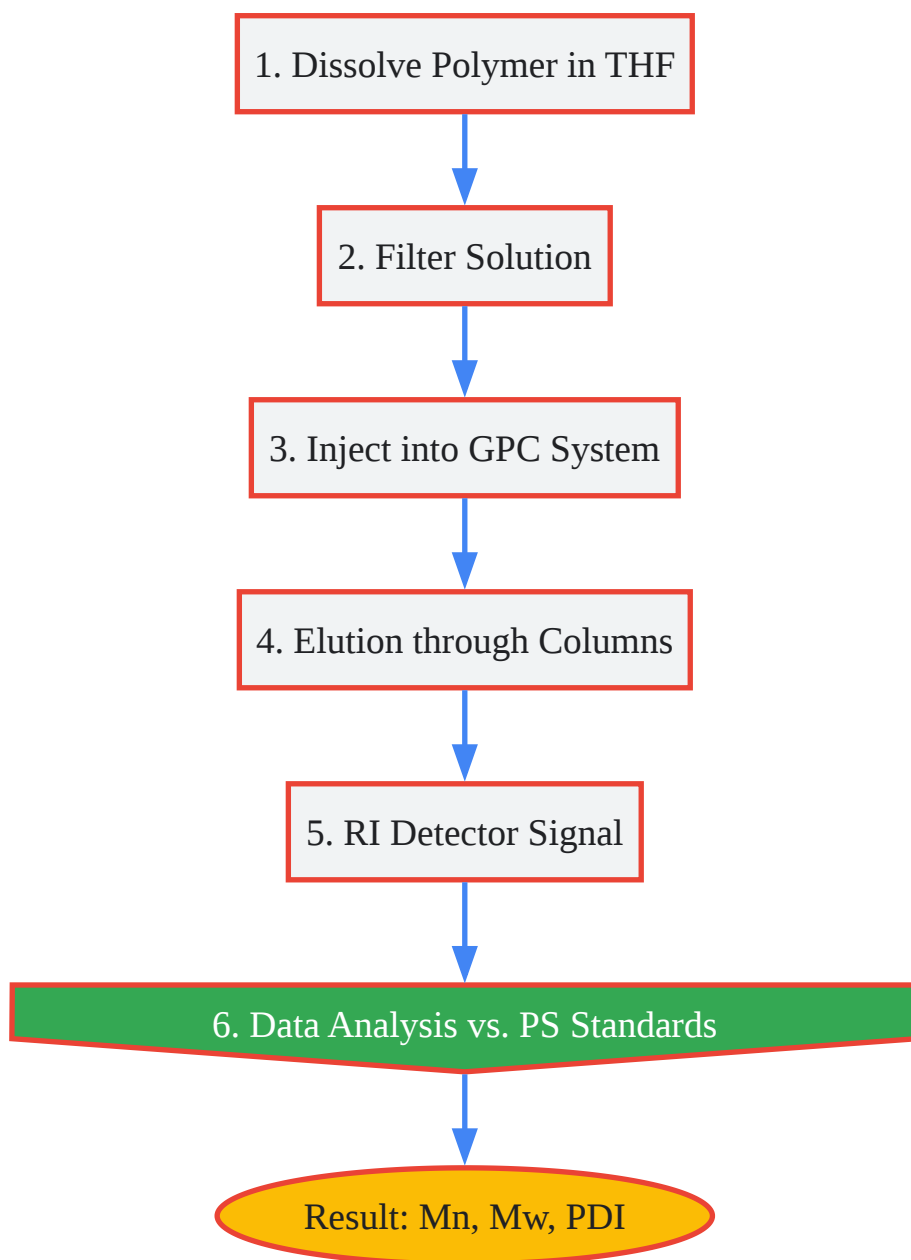 1. Dissolve Polymer in THF
2. Filter Solution
3. Inject into GPC System
4. Elution through Columns
5. RI Detector Signal
6. Data Analysis vs. PS Standards
Result: Mn, Mw, PDI